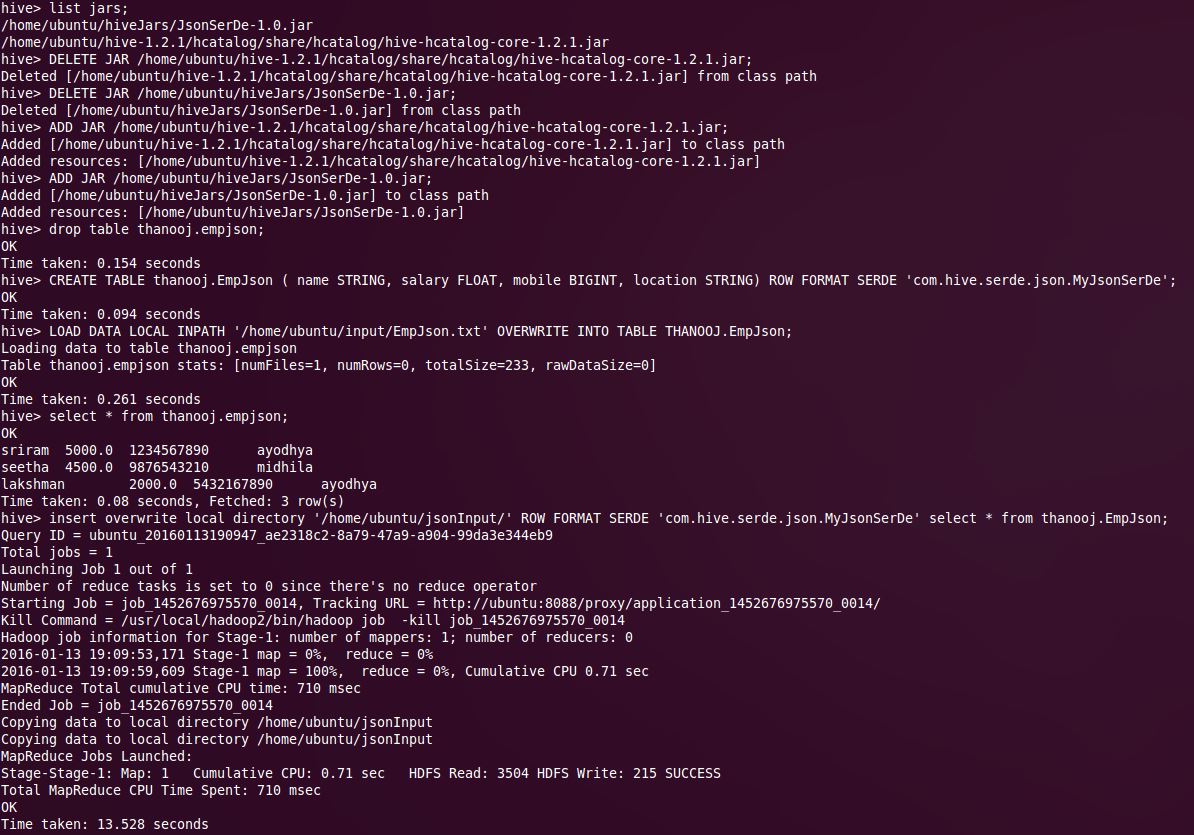 hive> list jars;
/home/ubuntu/hiveJars/JsonSerDe-1.0.jar
/home/ubuntu/hive-1.2.1/hcatalog/share/hcatalog/hive-hcatalog-core-1.2.1.jar
hive> DELETE JAR /home/ubuntu/hive-1.2.1/hcatalog/share/hcatalog/hive-hcatalog-core-1.2.1.jar;
Deleted [/home/ubuntu/hive-1.2.1/hcatalog/share/hcatalog/hive-hcatalog-core-1.2.1.jar] from class path
hive> DELETE JAR /home/ubuntu/hiveJars/JsonSerDe-1.0.jar;
Deleted [/home/ubuntu/hiveJars/JsonSerDe-1.0.jar] from class path
hive> ADD JAR /home/ubuntu/hive-1.2.1/hcatalog/share/hcatalog/hive-hcatalog-core-1.2.1.jar;
Added [/home/ubuntu/hive-1.2.1/hcatalog/share/hcatalog/hive-hcatalog-core-1.2.1.jar] to class path
Added resources: [/home/ubuntu/hive-1.2.1/hcatalog/share/hcatalog/hive-hcatalog-core-1.2.1.jar]
hive> ADD JAR /home/ubuntu/hiveJars/JsonSerDe-1.0.jar;
Added [/home/ubuntu/hiveJars/JsonSerDe-1.0.jar] to class path
Added resources: [/home/ubuntu/hiveJars/JsonSerDe-1.0.jar]
hive> drop table thanooj.empjson;
OK
Time taken: 0.154 seconds
hive> CREATE TABLE thanooj.EmpJson ( name STRING, salary FLOAT, mobile BIGINT, location STRING) ROW FORMAT SERDE 'com.hive.serde.json.MyJsonSerDe';
OK
Time taken: 0.094 seconds
hive> LOAD DATA LOCAL INPATH '/home/ubuntu/input/EmpJson.txt' OVERWRITE INTO TABLE THANOOJ.EmpJson;
Loading data to table thanooj.empjson
Table thanooj.empjson stats: [numFiles=1, numRows=0, totalSize=233, rawDataSize=0]
OK
Time taken: 0.261 seconds
hive> select * from thanooj.empjson;
OK
sriram  5000.0  1234567890      ayodhya
seetha  4500.0  9876543210      midhila
lakshman        2000.0  5432167890      ayodhya
Time taken: 0.08 seconds, Fetched: 3 row(s)
hive> insert overwrite local directory '/home/ubuntu/jsonInput/' ROW FORMAT SERDE 'com.hive.serde.json.MyJsonSerDe' select * from thanooj.EmpJson;
Query ID = ubuntu_20160113190947_ae2318c2-8a79-47a9-a904-99da3e344eb9
Total jobs = 1
Launching Job 1 out of 1
Number of reduce tasks is set to 0 since there's no reduce operator
Starting Job = job_1452676975570_0014, Tracking URL = http://ubuntu:8088/proxy/application_1452676975570_0014/
Kill Command = /usr/local/hadoop2/bin/hadoop job  -kill job_1452676975570_0014
Hadoop job information for Stage-1: number of mappers: 1; number of reducers: 0
2016-01-13 19:09:53,171 Stage-1 map = 0%,  reduce = 0%
2016-01-13 19:09:59,609 Stage-1 map = 100%,  reduce = 0%, Cumulative CPU 0.71 sec
MapReduce Total cumulative CPU time: 710 msec
Ended Job = job_1452676975570_0014
Copying data to local directory /home/ubuntu/jsonInput
Copying data to local directory /home/ubuntu/jsonInput
MapReduce Jobs Launched:
Stage-Stage-1: Map: 1   Cumulative CPU: 0.71 sec   HDFS Read: 3504 HDFS Write: 215 SUCCESS
Total MapReduce CPU Time Spent: 710 msec
OK
Time taken: 13.528 seconds